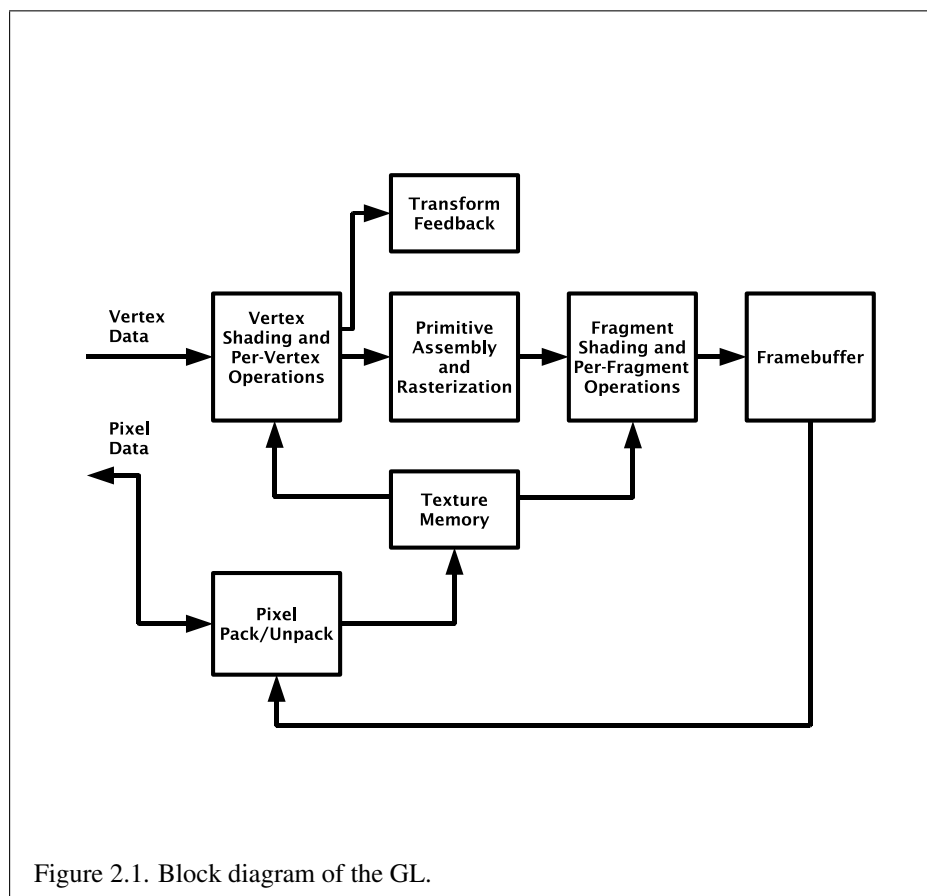 Transform
Feedback
Vertex
Data
Vertex
Shading and
Per-Vertex
Operations
Primitive
Assembly
and
Rasterization
Fragment
Shading and
Per-Fragment
Operations
Framebuffer
Pixel
Data
Texture
Memory
Pixel
Pack/Unpack
Figure 2.1. Block diagram of the GL.